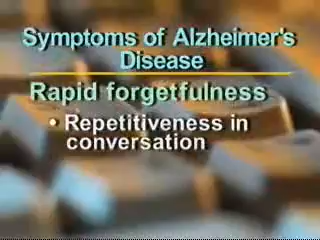 Symptoms of Alzheimer's
Disease
Rapid forgetfulness
• Repetitiveness in
conversation